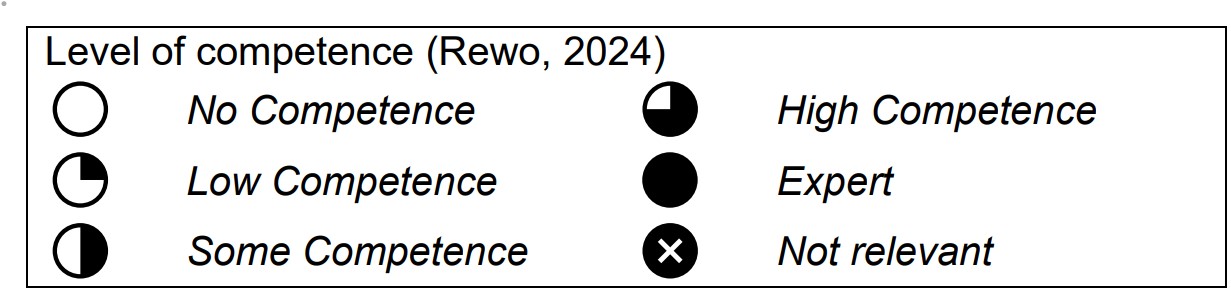 Level of competence (Rewo, 2024)
No Competence
High Competence
Low Competence
Expert
Some Competence
Not relevant